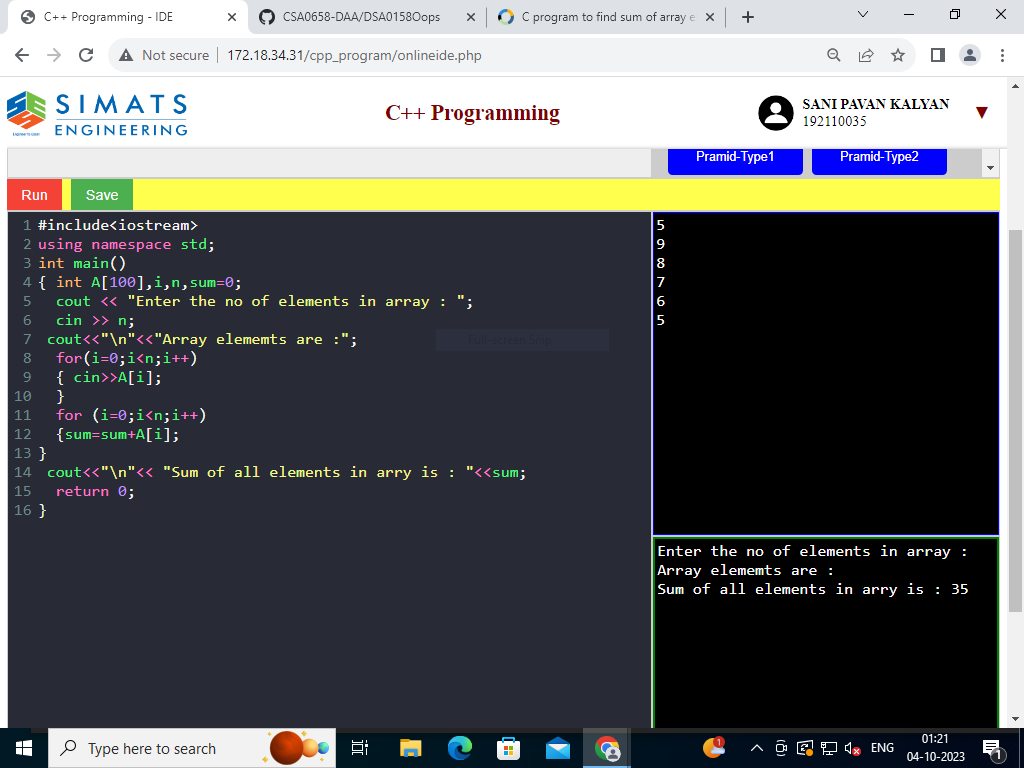 C++ Programming - IDE
CSA0658-DAA/DSA0158Oops
C program to find sum of array e
Not secure
172.18.34.31/cpp_program/onlineide.php
SIMATS
ENGINEERING
C++ Programming
SANI PAVAN KALYAN
192110035
Pramid-Type1
Pramid-Type2
Run
Save
1 #include<iostream>
2 using namespace std;
3 int main()
4 { int A[100],i,n,sum=0;
5   cout << "Enter the no of elements in array : ";
6   cin >> n;
7  cout<<"\n"<<"Array elememts are :";
8   for(i=0;i<n;i++)
9   { cin>>A[i];
10   }
11   for (i=0;i<n;i++)
12   {sum=sum+A[i];
13 }
14  cout<<"\n"<< "Sum of all elements in arry is : "<<sum;
15   return 0;
16 }
5
9
8
7
6
5
Enter the no of elements in array :
Array elememts are :
Sum of all elements in arry is : 35
Type here to search
1
ENG
01:21
04-10-2023
1